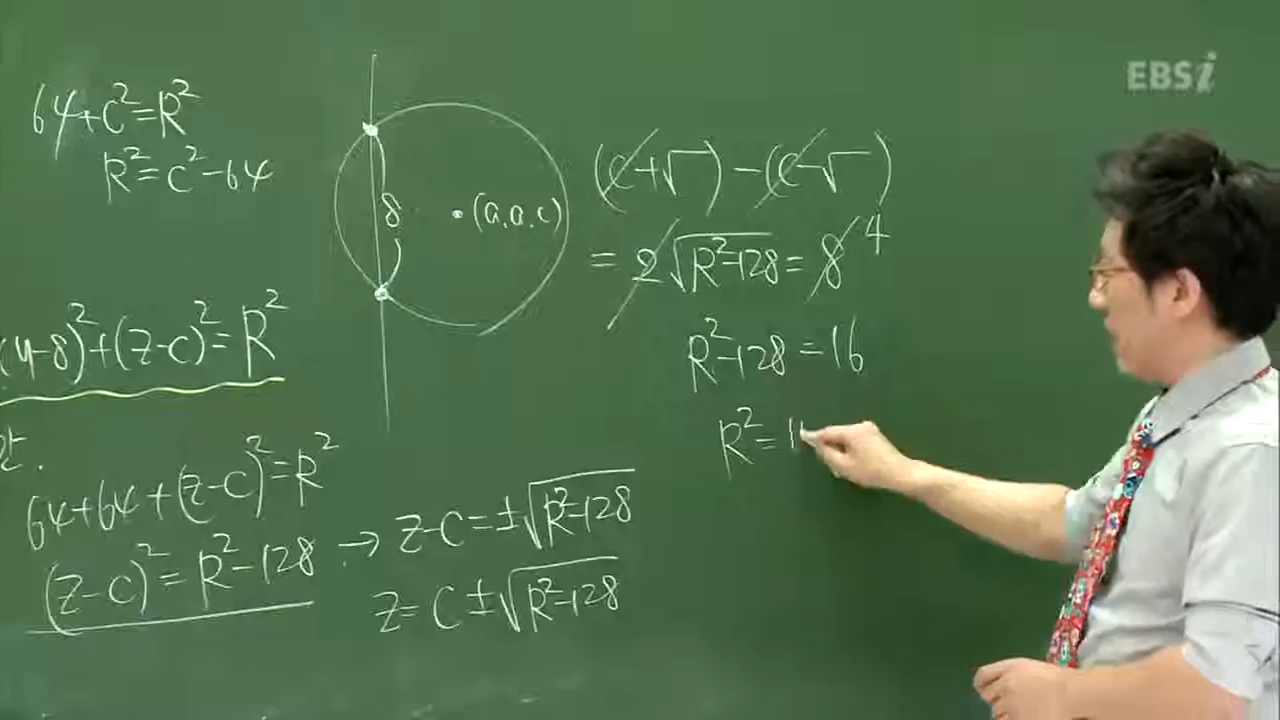 64+C²=R²
R²=C²-64
8
(a,a,c)
(y-8)²+(z-c)²=R²
64+64+(z-c)²=R²
(z-c)²=R²-128
→ z-c=±√R²-128
z=c±√R²-128
(c+√ )-(c-√ )
=2√R²-128=8 4
R²-128=16
R²=1
EBSi